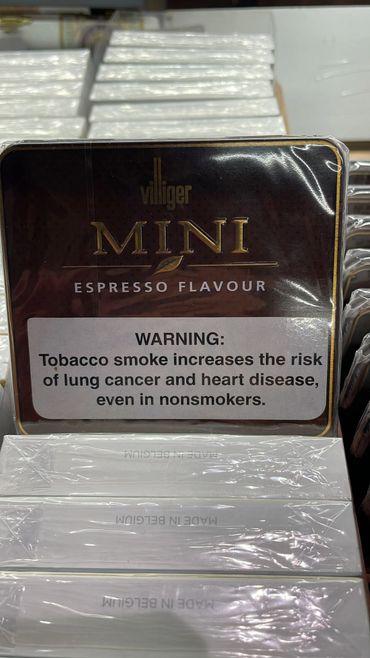 villiger
MINI
ESPRESSO FLAVOUR
WARNING:
Tobacco smoke increases the risk
of lung cancer and heart disease,
even in nonsmokers.
MADE IN BELGIUM
MADE IN BELGIUM
MADE IN BELGIUM